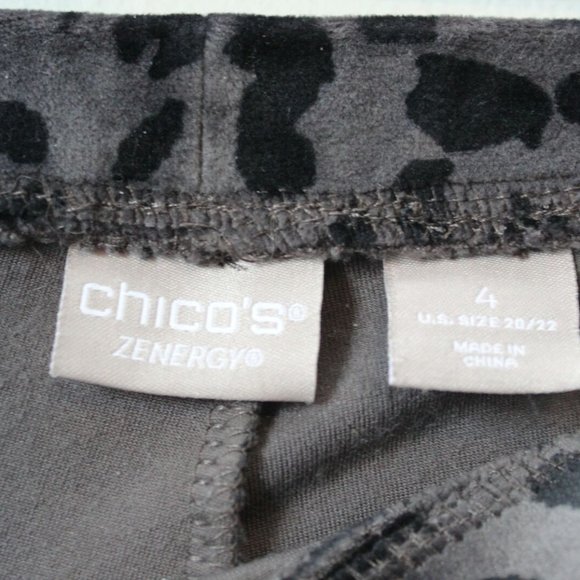 chico's®
ZENERGY®
4
U.S. SIZE 20/22
MADE IN
CHINA